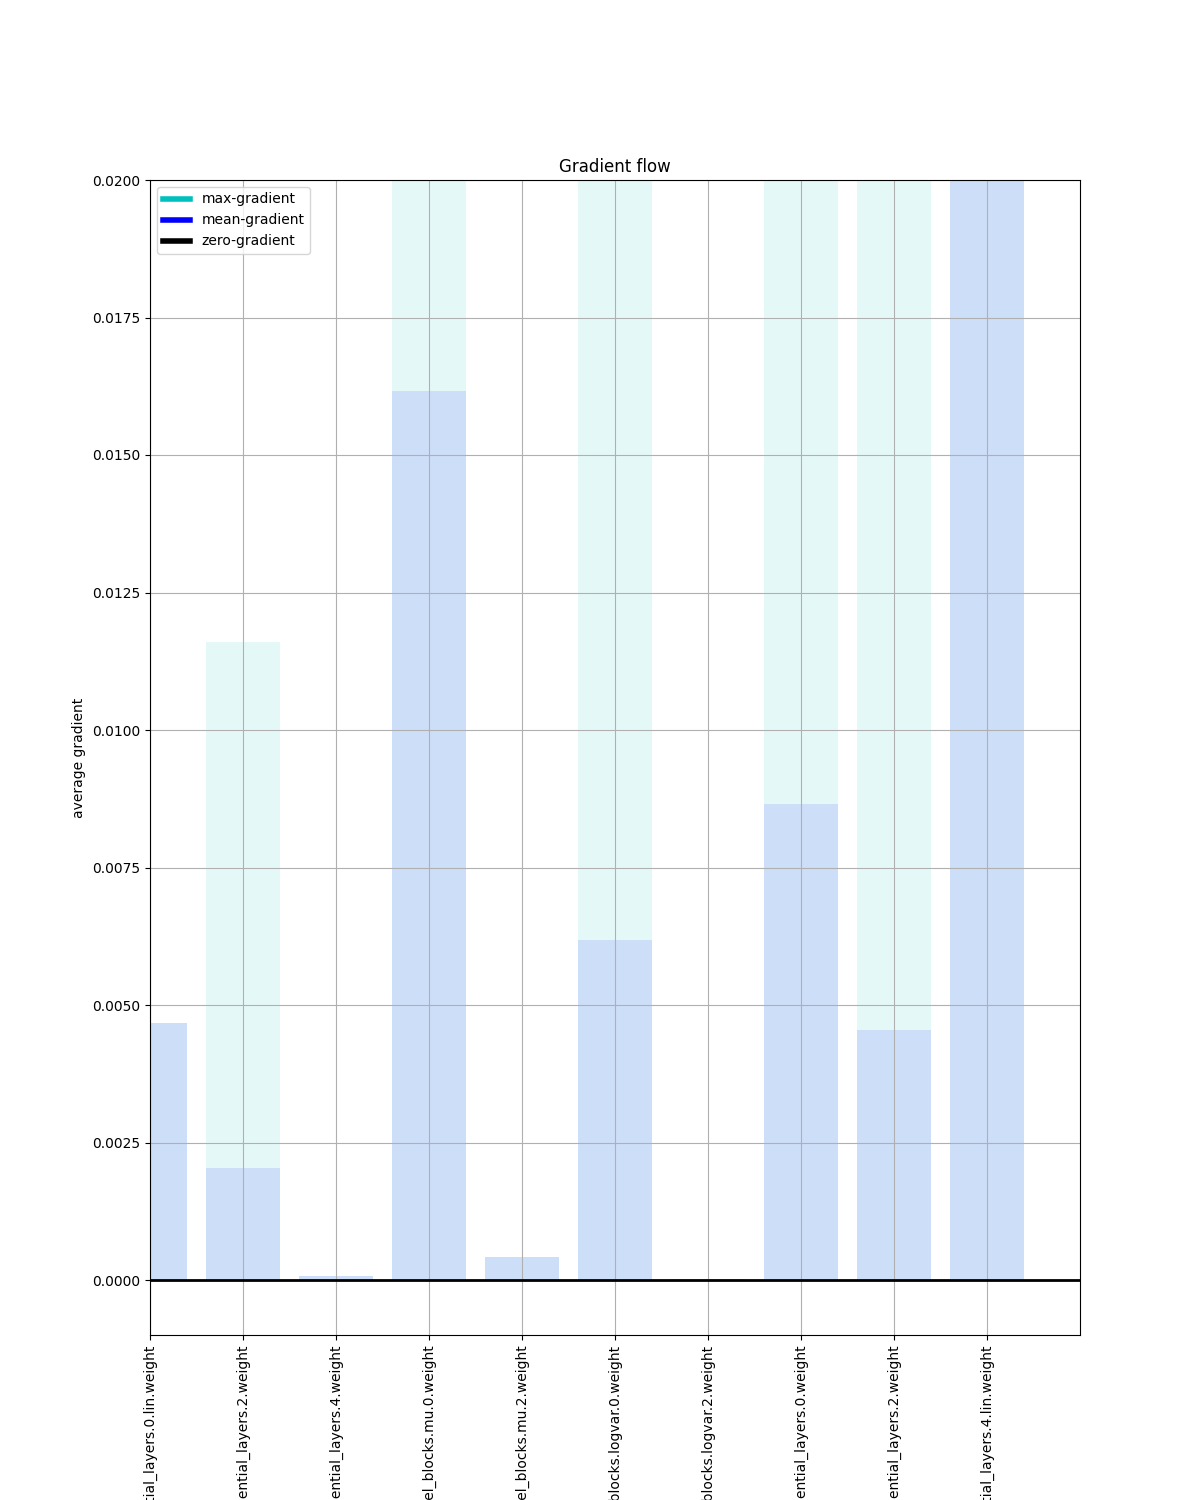 Gradient flow
max-gradient
mean-gradient
zero-gradient
0.0200
0.0175
0.0150
0.0125
0.0100
0.0075
0.0050
0.0025
0.0000
average gradient
tial_layers.0.lin.weight
ential_layers.2.weight
ential_layers.4.weight
el_blocks.mu.0.weight
el_blocks.mu.2.weight
blocks.logvar.0.weight
blocks.logvar.2.weight
ential_layers.0.weight
ential_layers.2.weight
tial_layers.4.lin.weight